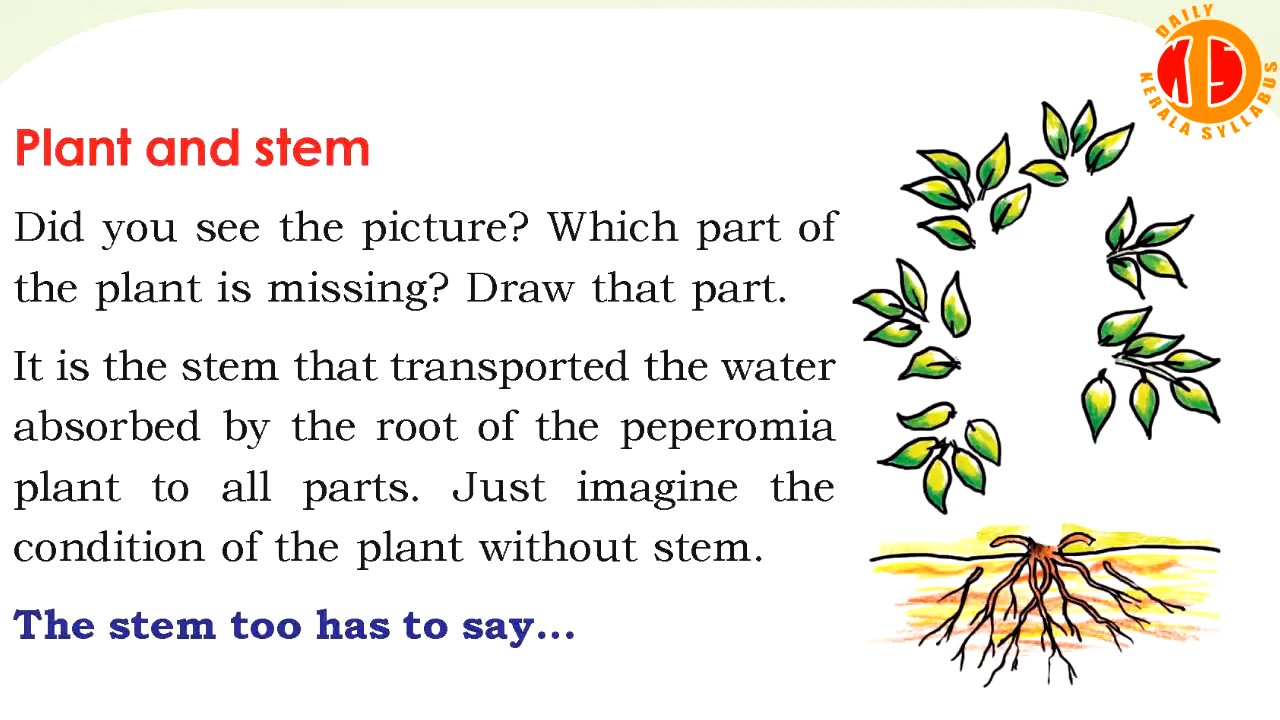 DAILY
KS
KERALA SYLLABUS
Plant and stem
Did you see the picture? Which part of
the plant is missing? Draw that part.
It is the stem that transported the water
absorbed by the root of the peperomia
plant to all parts. Just imagine the
condition of the plant without stem.
The stem too has to say...